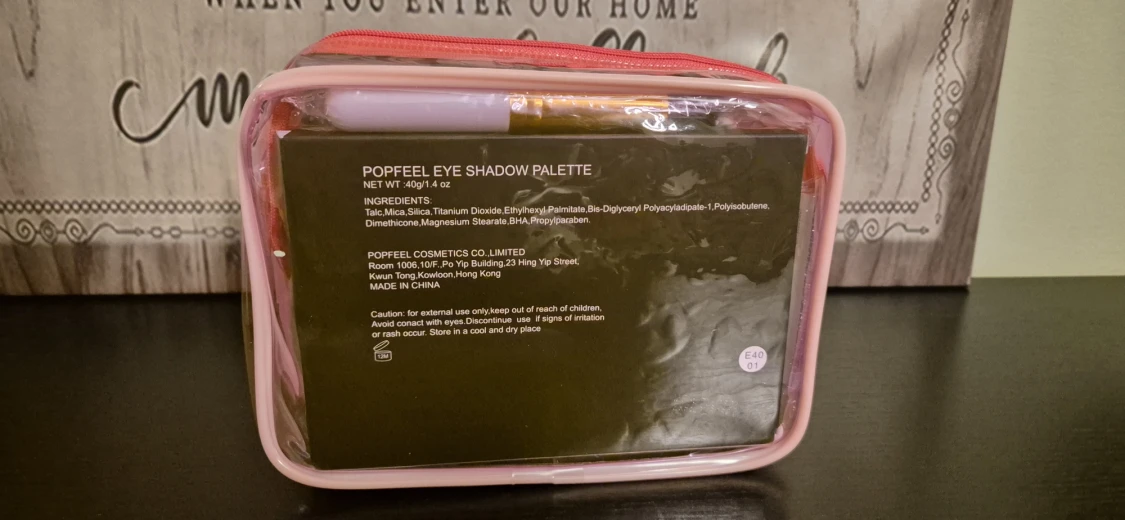 WHEN YOU ENTER OUR HOME
POPFEEL EYE SHADOW PALETTE
NET WT :40g/1.4 oz
INGREDIENTS:
Talc,Mica,Silica,Titanium Dioxide,Ethylhexyl Palmitate,Bis-Diglyceryl Polyacyladipate-1,Polyisobutene,
Dimethicone,Magnesium Stearate,BHA,Propylparaben.
POPFEEL COSMETICS CO.,LIMITED
Room 1006,10/F.,Po Yip Building,23 Hing Yip Street,
Kwun Tong,Kowloon,Hong Kong
MADE IN CHINA
Caution: for external use only,keep out of reach of children,
Avoid conact with eyes.Discontinue use if signs of irritation
or rash occur. Store in a cool and dry place
12M
E40
01